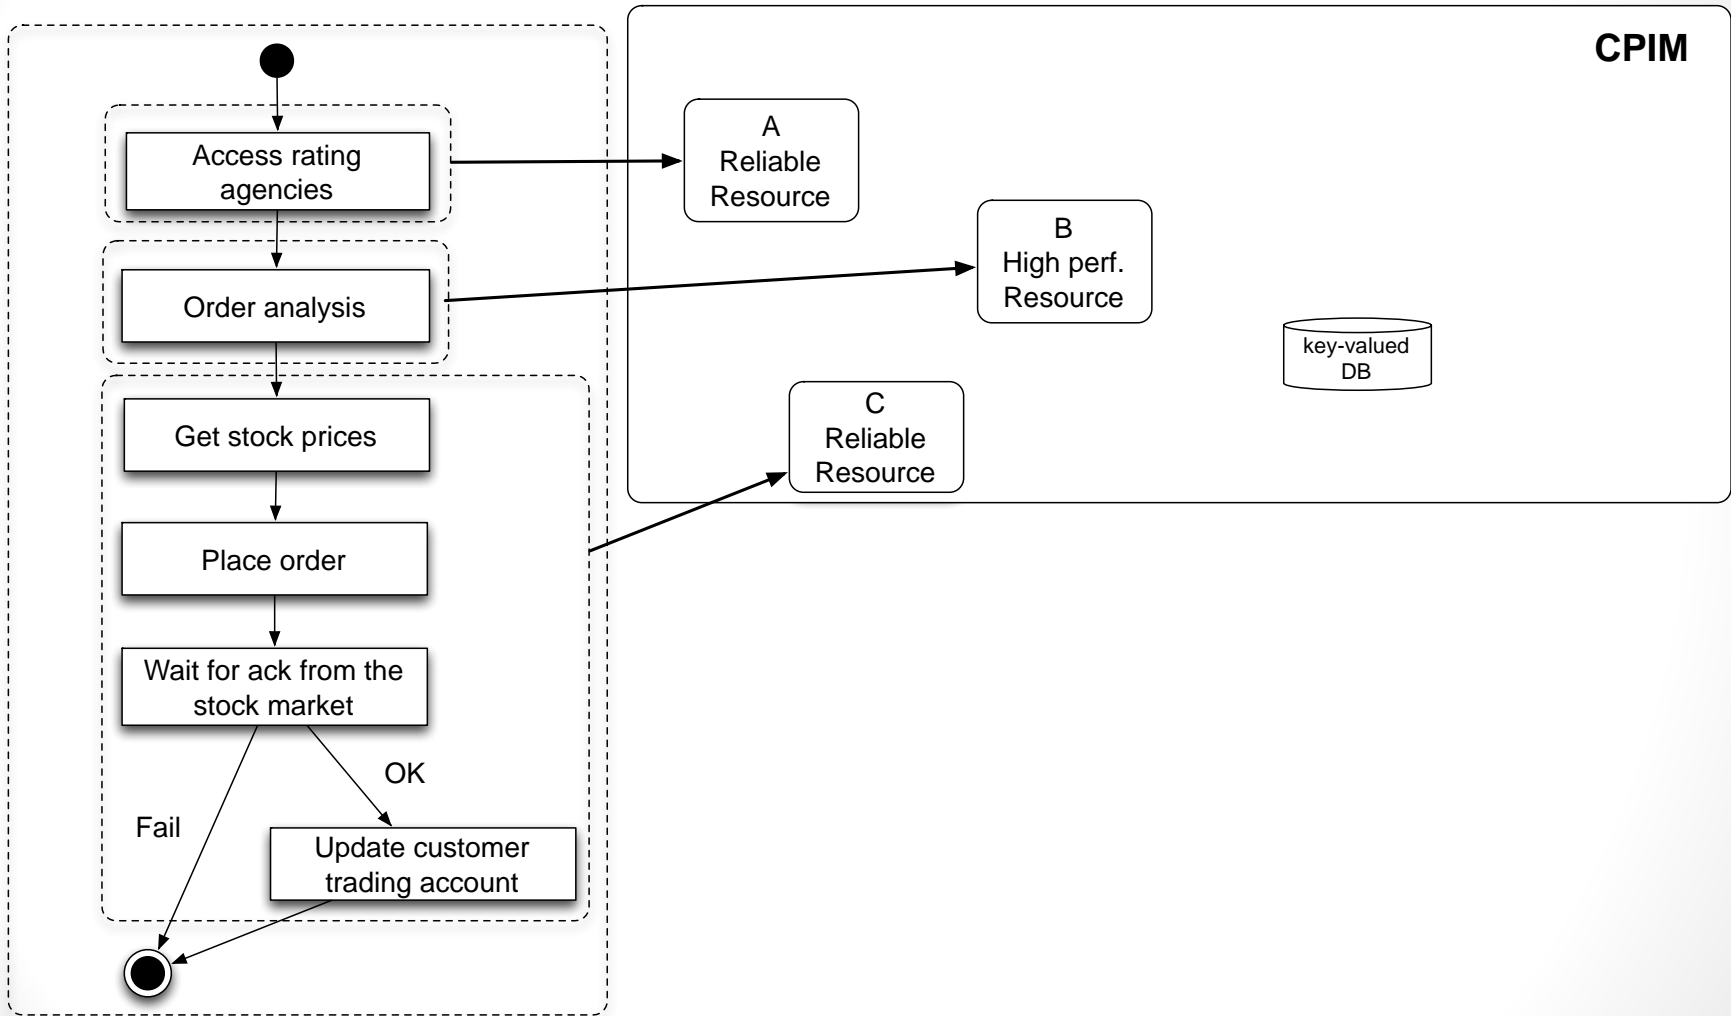 Access rating
agencies
Order analysis
Get stock prices
Place order
Wait for ack from the
stock market
OK
Fail
Update customer
trading account
CPIM
A
Reliable
Resource
B
High perf.
Resource
key-valued
DB
C
Reliable
Resource